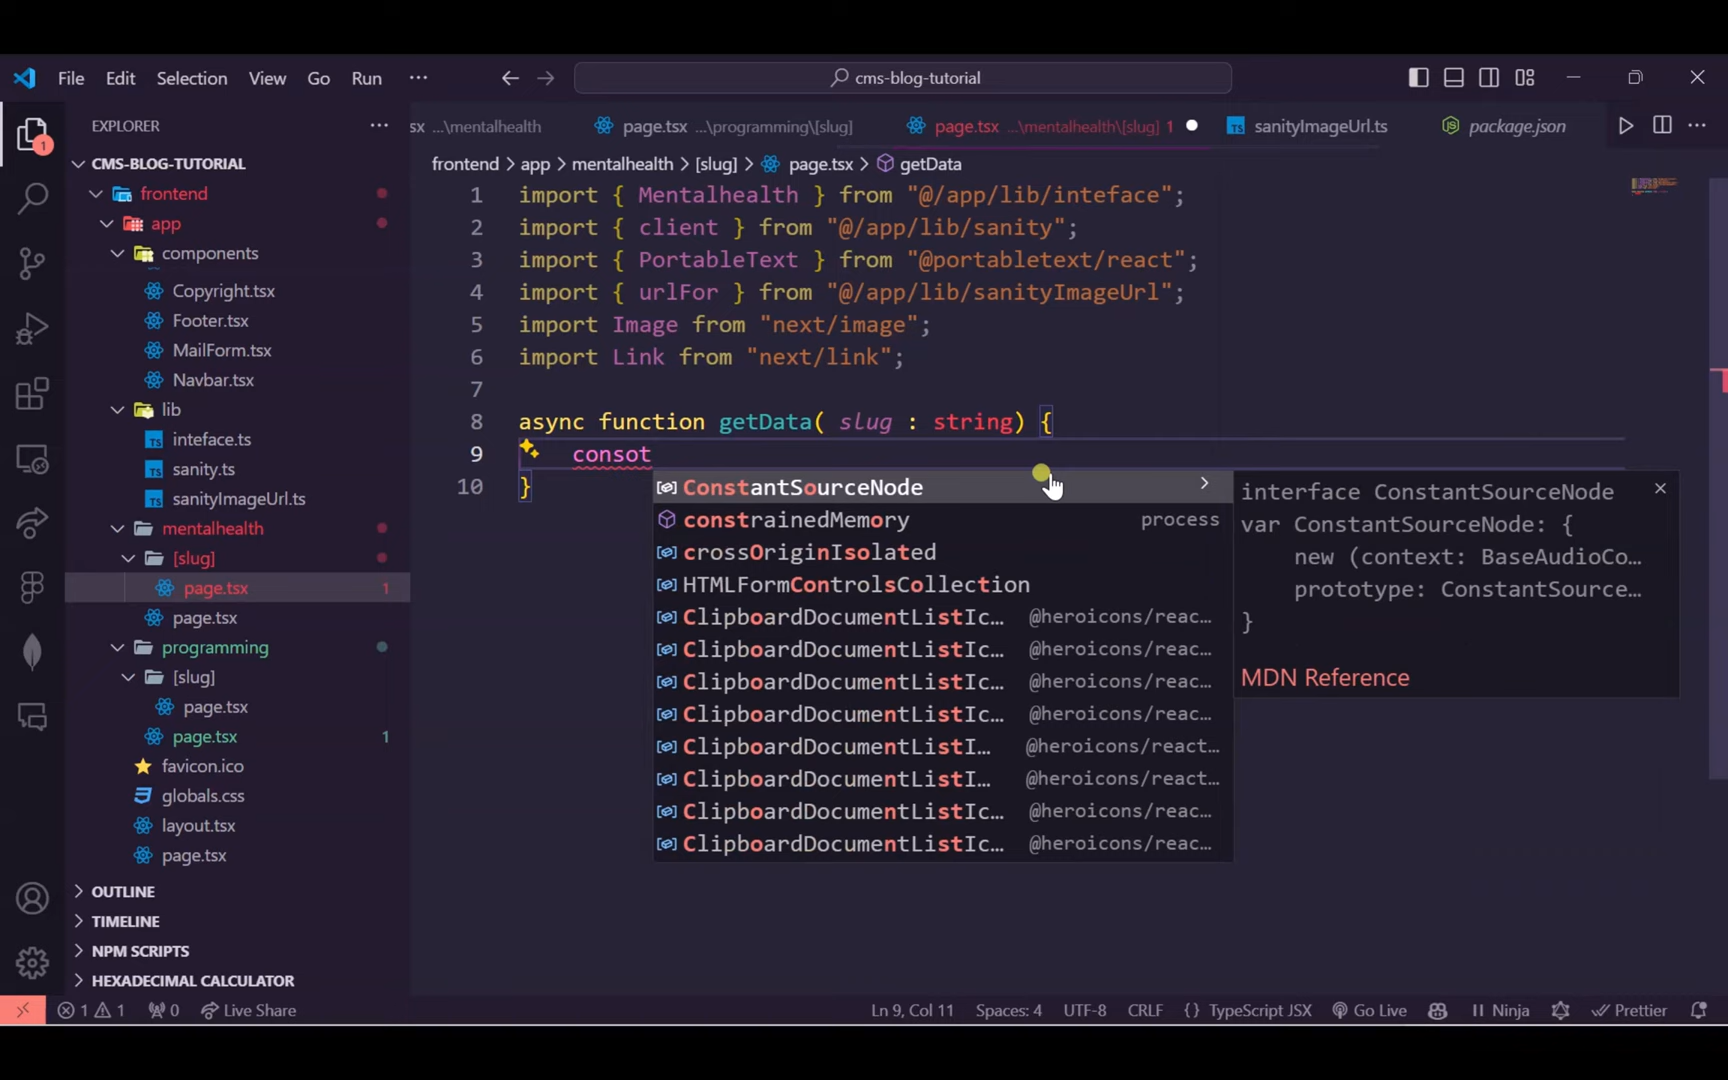 File Edit Selection View Go Run ··· cms-blog-tutorial
EXPLORER ···
CMS-BLOG-TUTORIAL
frontend
app
components
Copyright.tsx
Footer.tsx
MailForm.tsx
Navbar.tsx
lib
inteface.ts
sanity.ts
sanityImageUrl.ts
mentalhealth
[slug]
page.tsx 1
page.tsx
programming
[slug]
page.tsx
page.tsx 1
favicon.ico
globals.css
layout.tsx
page.tsx
OUTLINE
TIMELINE
NPM SCRIPTS
HEXADECIMAL CALCULATOR
1
sx ...\mentalhealth page.tsx ...\programming\[slug] page.tsx ...\mentalhealth\[slug] 1 sanityImageUrl.ts package.json ···
frontend > app > mentalhealth > [slug] > page.tsx > getData
1 import { Mentalhealth } from "@/app/lib/inteface";
2 import { client } from "@/app/lib/sanity";
3 import { PortableText } from "@portabletext/react";
4 import { urlFor } from "@/app/lib/sanityImageUrl";
5 import Image from "next/image";
6 import Link from "next/link";
7
8 async function getData( slug : string) {
9 consot
10 }
ConstantSourceNode
constrainedMemory process
crossOriginIsolated
HTMLFormControlsCollection
ClipboardDocumentListIc... @heroicons/reac...
ClipboardDocumentListIc... @heroicons/reac...
ClipboardDocumentListIc... @heroicons/reac...
ClipboardDocumentListIc... @heroicons/reac...
ClipboardDocumentListI... @heroicons/react...
ClipboardDocumentListI... @heroicons/react...
ClipboardDocumentListIc... @heroicons/reac...
ClipboardDocumentListIc... @heroicons/reac...
interface ConstantSourceNode
var ConstantSourceNode: {
new (context: BaseAudioCo...
prototype: ConstantSource...
}
MDN Reference
1 1 0 Live Share Ln 9, Col 11 Spaces: 4 UTF-8 CRLF {} TypeScript JSX Go Live Ninja Prettier